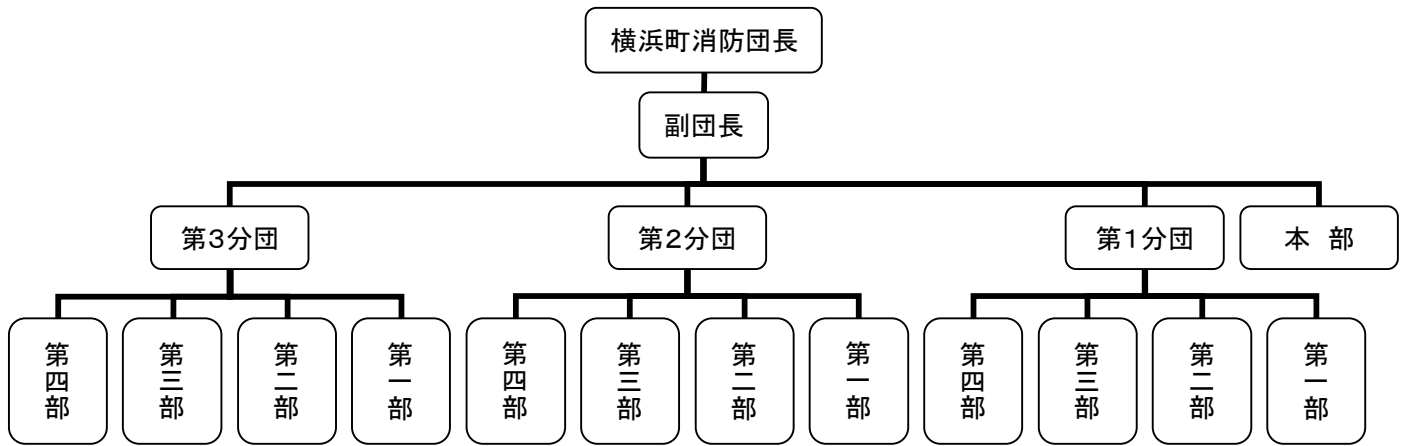 横浜町消防団長
副団長
第3分団
第2分団
第1分団
本 部
第四部
第三部
第二部
第一部
第四部
第三部
第二部
第一部
第四部
第三部
第二部
第一部